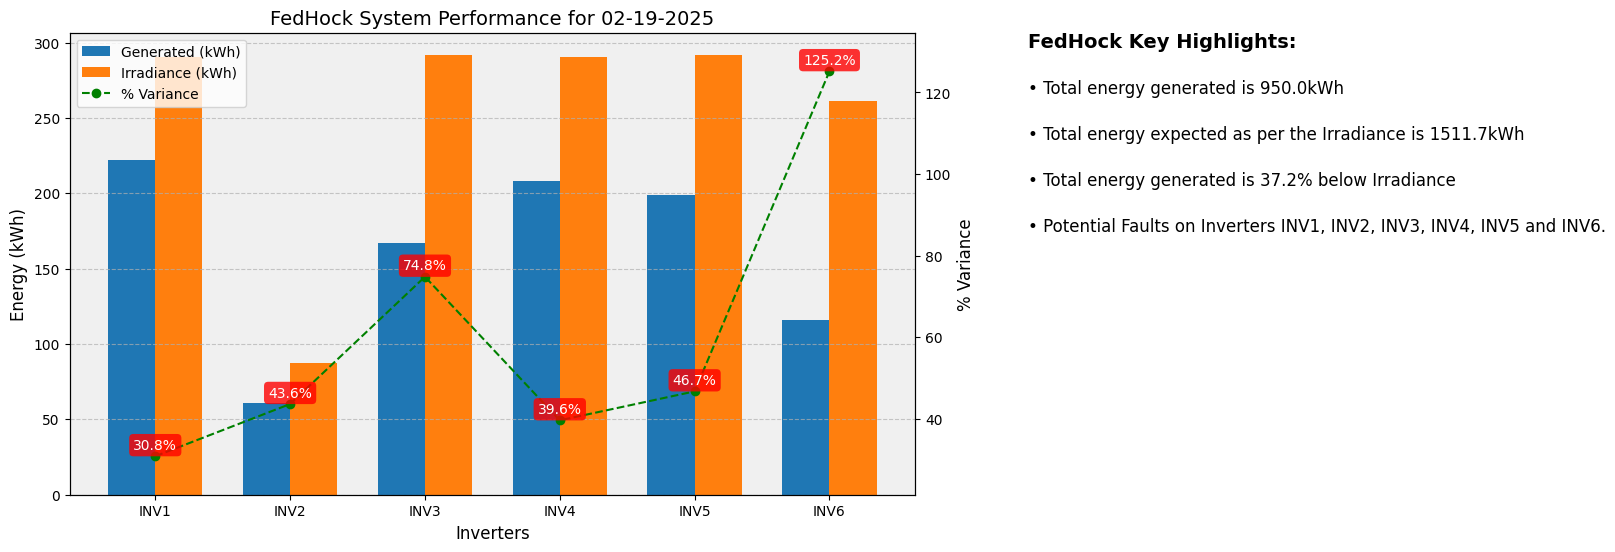 FedHock System Performance for 02-19-2025
Generated (kWh)
Irradiance (kWh)
% Variance
Energy (kWh)
300
250
200
150
100
50
0
30.8%
43.6%
74.8%
39.6%
46.7%
125.2%
120
100
80
60
40
% Variance
INV1
INV2
INV3
INV4
INV5
INV6
Inverters
FedHock Key Highlights:
• Total energy generated is 950.0kWh
• Total energy expected as per the Irradiance is 1511.7kWh
• Total energy generated is 37.2% below Irradiance
• Potential Faults on Inverters INV1, INV2, INV3, INV4, INV5 and INV6.